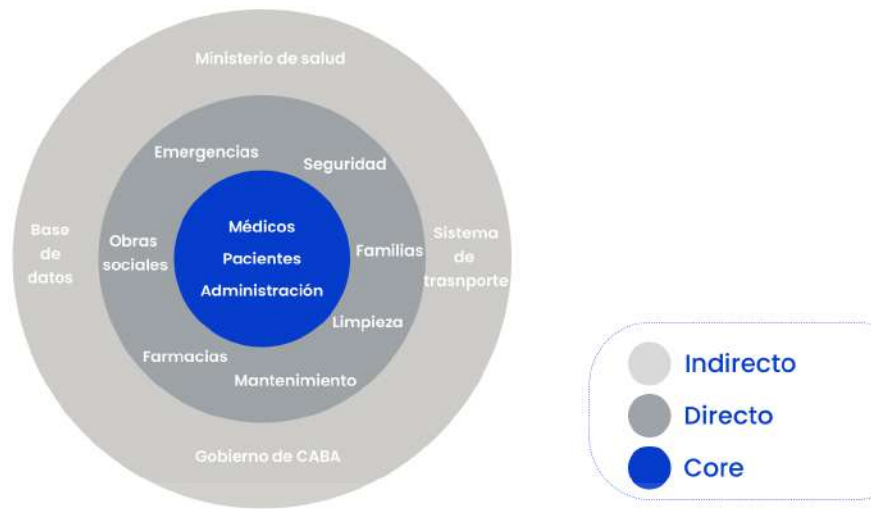 Ministerio de salud
Emergencias
Seguridad
Base
de
datos
Obras
sociales
Médicos
Pacientes
Administración
Familias
Sistema
de
trasnporte
Limpieza
Farmacias
Mantenimiento
Gobierno de CABA
Indirecto
Directo
Core